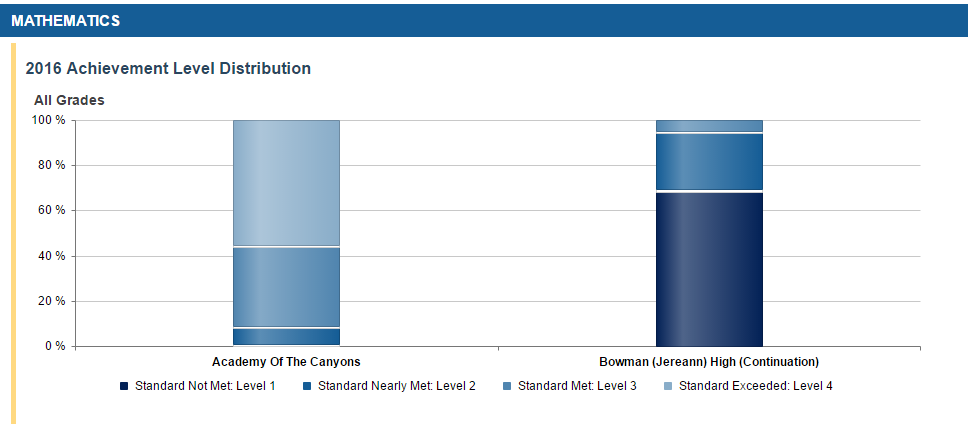 MATHEMATICS
2016 Achievement Level Distribution
All Grades
100 %
80 %
60 %
40 %
20 %
0 %
Academy Of The Canyons Bowman (Jereann) High (Continuation)
Standard Not Met: Level 1 Standard Nearly Met: Level 2 Standard Met: Level 3 Standard Exceeded: Level 4